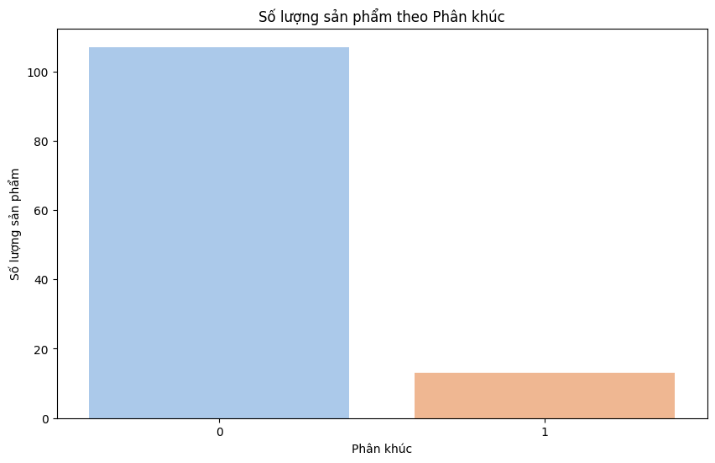 Số lượng sản phẩm theo Phân khúc
Số lượng sản phẩm
100
80
60
40
20
0
0 1
Phân khúc